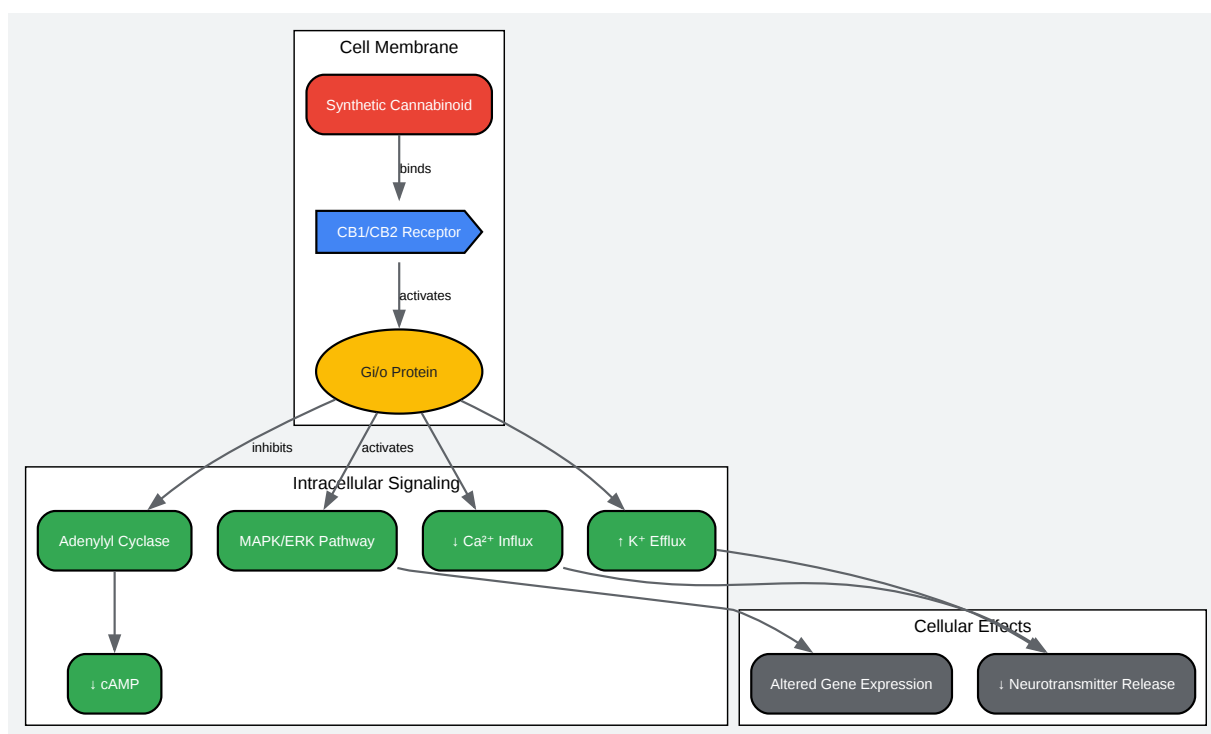 Cell Membrane
Synthetic Cannabinoid
binds
CB1/CB2 Receptor
activates
Gi/o Protein
inhibits
activates
Intracellular Signaling
Adenylyl Cyclase
MAPK/ERK Pathway
↓ Ca²⁺ Influx
↑ K⁺ Efflux
Cellular Effects
↓ cAMP
Altered Gene Expression
↓ Neurotransmitter Release